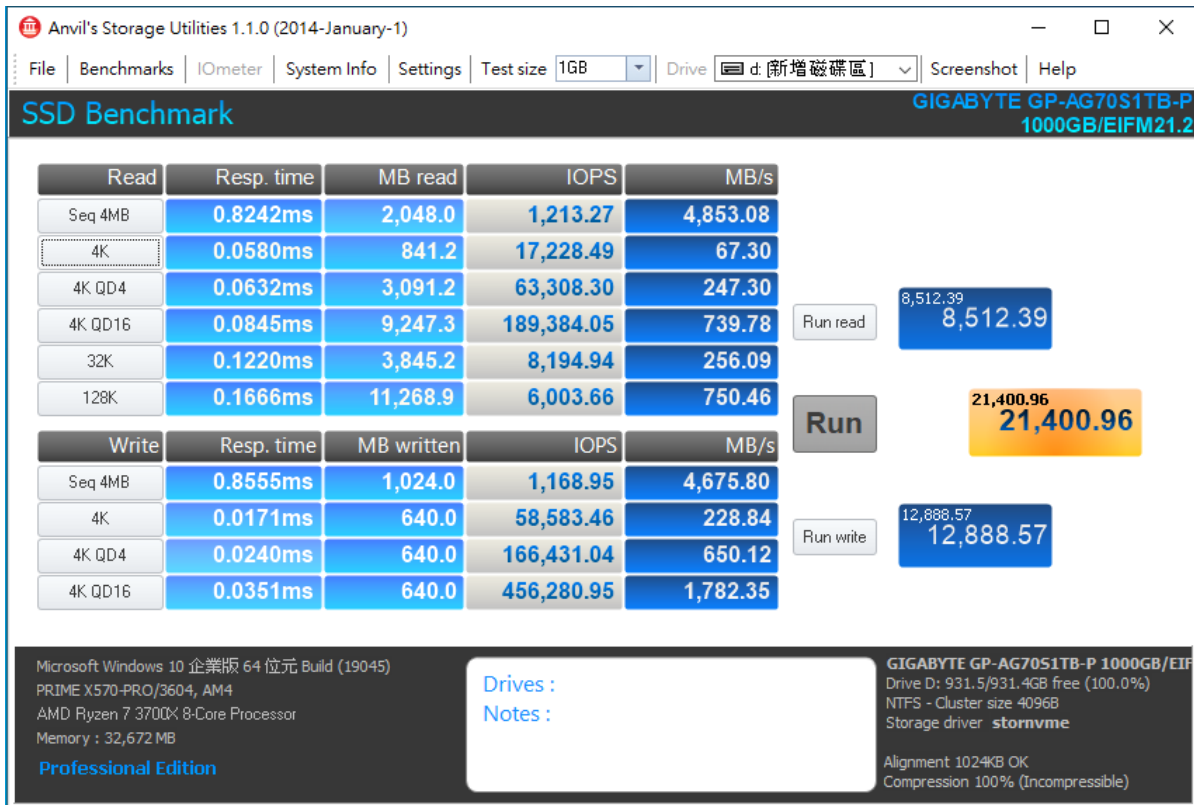 Anvil's Storage Utilities 1.1.0 (2014-January-1)
File Benchmarks IOmeter System Info Settings Test size 1GB Drive d: [新增磁碟區] Screenshot Help
SSD Benchmark
GIGABYTE GP-AG70S1TB-P
1000GB/EIFM21.2
Read Resp. time MB read IOPS MB/s
Seq 4MB 0.8242ms 2,048.0 1,213.27 4,853.08
4K 0.0580ms 841.2 17,228.49 67.30
4K QD4 0.0632ms 3,091.2 63,308.30 247.30
4K QD16 0.0845ms 9,247.3 189,384.05 739.78
32K 0.1220ms 3,845.2 8,194.94 256.09
128K 0.1666ms 11,268.9 6,003.66 750.46
Run read
8,512.39
8,512.39
Run
21,400.96
21,400.96
Write Resp. time MB written IOPS MB/s
Seq 4MB 0.8555ms 1,024.0 1,168.95 4,675.80
4K 0.0171ms 640.0 58,583.46 228.84
4K QD4 0.0240ms 640.0 166,431.04 650.12
4K QD16 0.0351ms 640.0 456,280.95 1,782.35
Run write
12,888.57
12,888.57
Microsoft Windows 10 企業版 64 位元 Build (19045)
PRIME X570-PRO/3604, AM4
AMD Ryzen 7 3700X 8-Core Processor
Memory : 32,672 MB
Professional Edition
Drives :
Notes :
GIGABYTE GP-AG70S1TB-P 1000GB/EIF
Drive D: 931.5/931.4GB free (100.0%)
NTFS - Cluster size 4096B
Storage driver stornvme
Alignment 1024KB OK
Compression 100% (Incompressible)